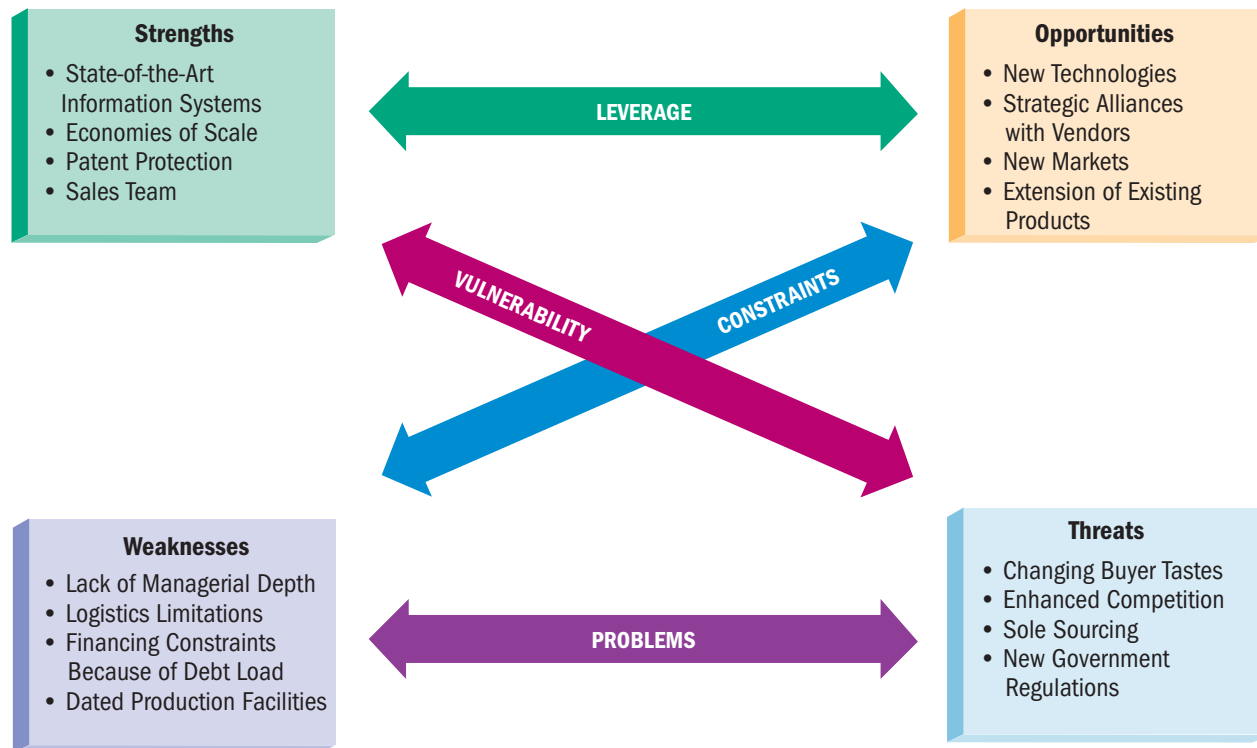 Strengths
• State-of-the-Art
Information Systems
• Economies of Scale
• Patent Protection
• Sales Team
LEVERAGE
Opportunities
• New Technologies
• Strategic Alliances
with Vendors
• New Markets
• Extension of Existing
Products
VULNERABILITY
CONSTRAINTS
Weaknesses
• Lack of Managerial Depth
• Logistics Limitations
• Financing Constraints
Because of Debt Load
• Dated Production Facilities
PROBLEMS
Threats
• Changing Buyer Tastes
• Enhanced Competition
• Sole Sourcing
• New Government
Regulations